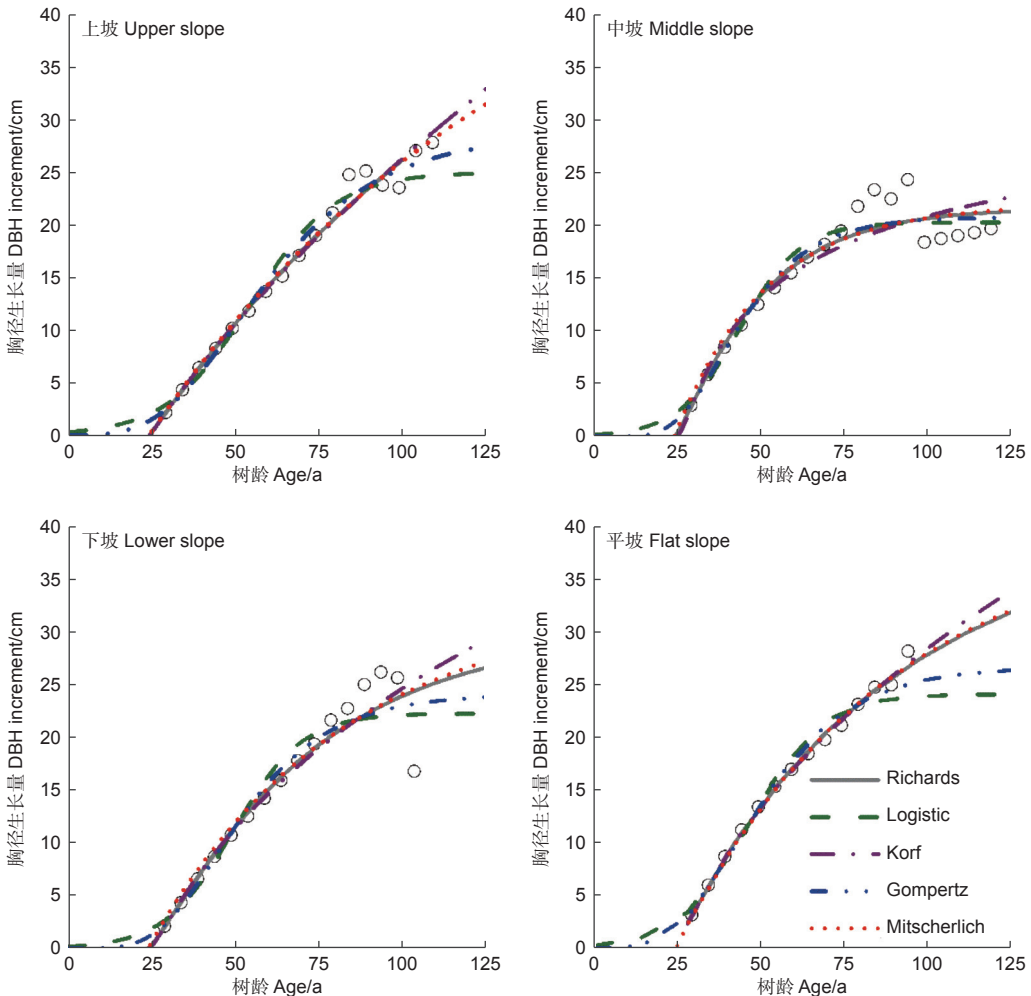 上坡 Upper slope
胸径生长量 DBH increment/cm
40
35
30
25
20
15
10
5
0
0 25 50 75 100 125
树龄 Age/a
中坡 Middle slope
胸径生长量 DBH increment/cm
40
35
30
25
20
15
10
5
0
0 25 50 75 100 125
树龄 Age/a
下坡 Lower slope
胸径生长量 DBH increment/cm
40
35
30
25
20
15
10
5
0
0 25 50 75 100 125
树龄 Age/a
平坡 Flat slope
胸径生长量 DBH increment/cm
40
35
30
25
20
15
10
5
0
0 25 50 75 100 125
树龄 Age/a
Richards
Logistic
Korf
Gompertz
Mitscherlich